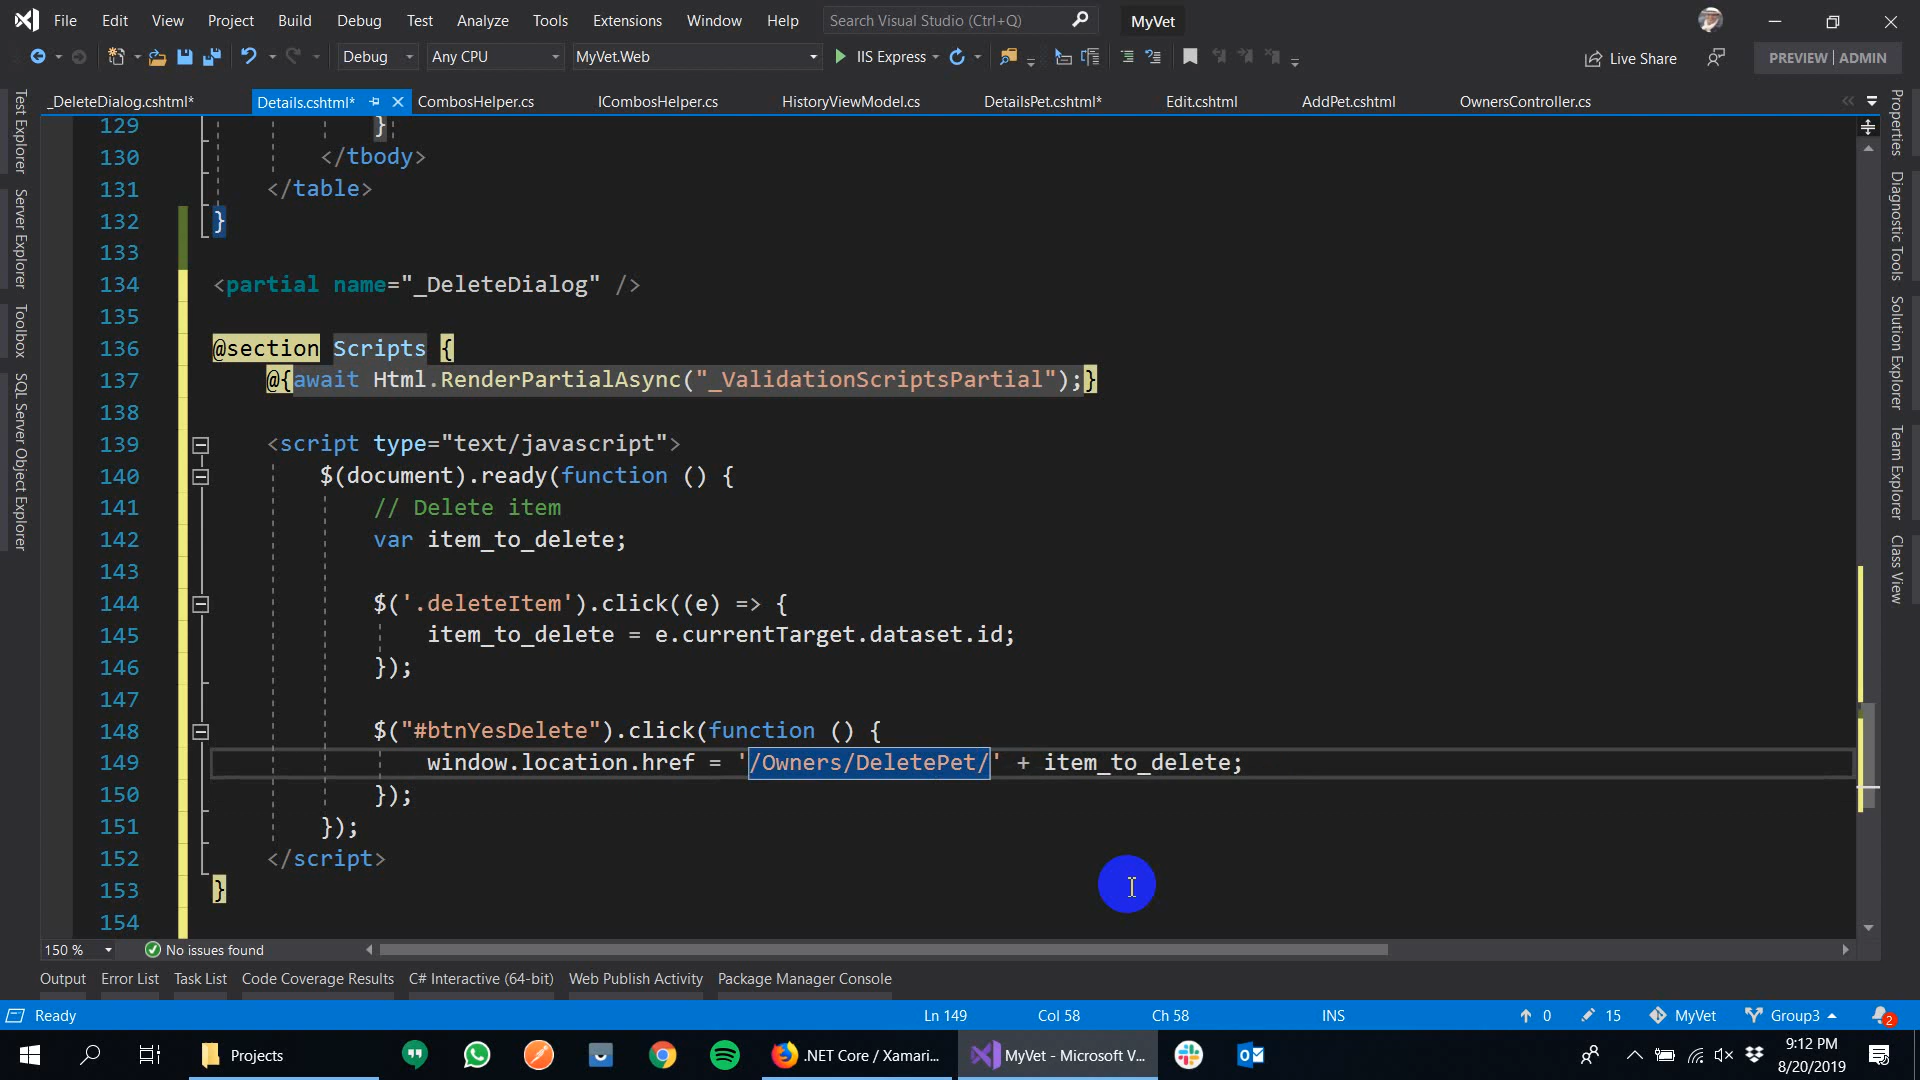 File Edit View Project Build Debug Test Analyze Tools Extensions Window Help Search Visual Studio (Ctrl+Q) MyVet
Debug Any CPU MyVet.Web IIS Express Live Share PREVIEW | ADMIN
_DeleteDialog.cshtml* Details.cshtml* CombosHelper.cs ICombosHelper.cs HistoryViewModel.cs DetailsPet.cshtml* Edit.cshtml AddPet.cshtml OwnersController.cs
Test Explorer
Server Explorer
Toolbox
SQL Server Object Explorer
129 }
130 </tbody>
131 </table>
132 }
133
134 <partial name="_DeleteDialog" />
135
136 @section Scripts {
137 @{await Html.RenderPartialAsync("_ValidationScriptsPartial");}
138
139 <script type="text/javascript">
140 $(document).ready(function () {
141 // Delete item
142 var item_to_delete;
143
144 $('.deleteItem').click((e) => {
145 item_to_delete = e.currentTarget.dataset.id;
146 });
147
148 $("#btnYesDelete").click(function () {
149 window.location.href = '/Owners/DeletePet/' + item_to_delete;
150 });
151 });
152 </script>
153 }
154
Properties
Diagnostic Tools
Solution Explorer
Team Explorer
Class View
150 % No issues found
Output Error List Task List Code Coverage Results C# Interactive (64-bit) Web Publish Activity Package Manager Console
Ready Ln 149 Col 58 Ch 58 INS 0 15 MyVet Group3 2
Projects .NET Core / Xamari... MyVet - Microsoft V... 9:12 PM
8/20/2019